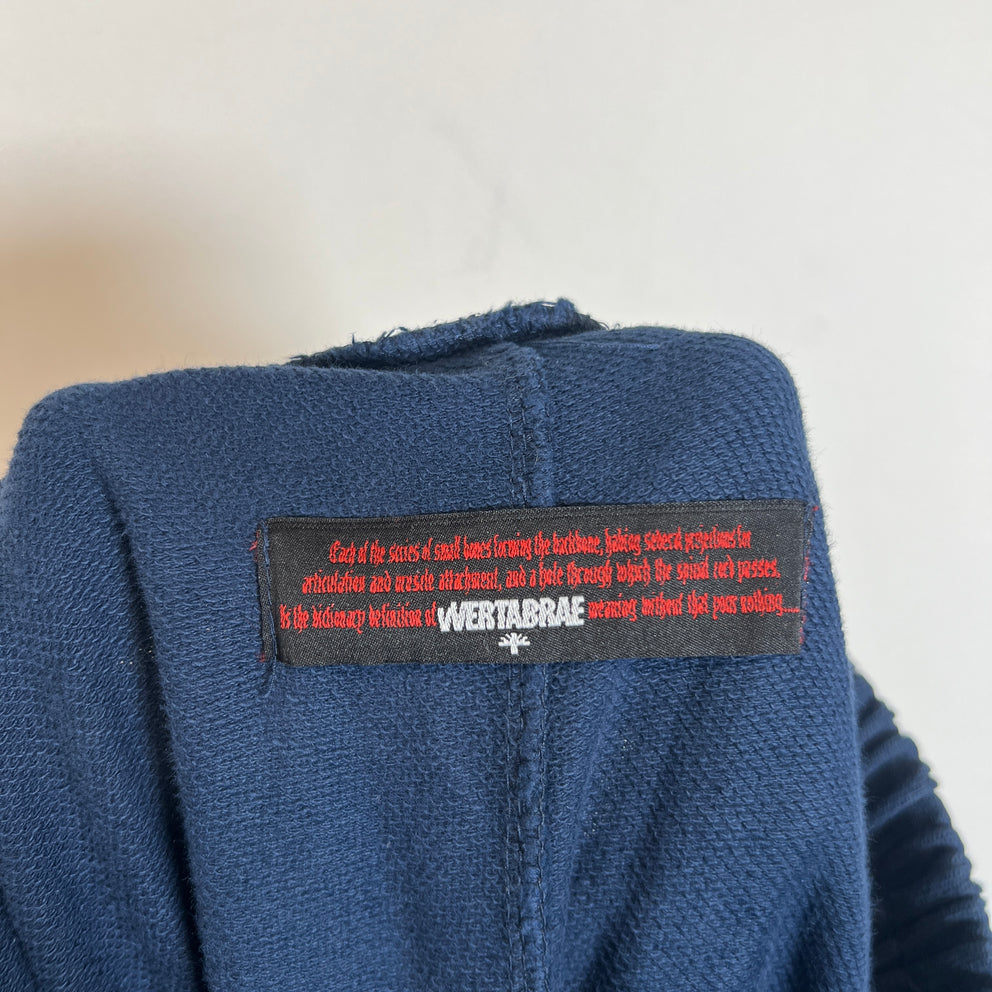 Each of the series of small bones forming the backbone, having several projections for
articulation and muscle attachment, and a hole through which the spinal cord passes.
Is the dictionary definition of VVERTABRAE meaning without that your nothing.....